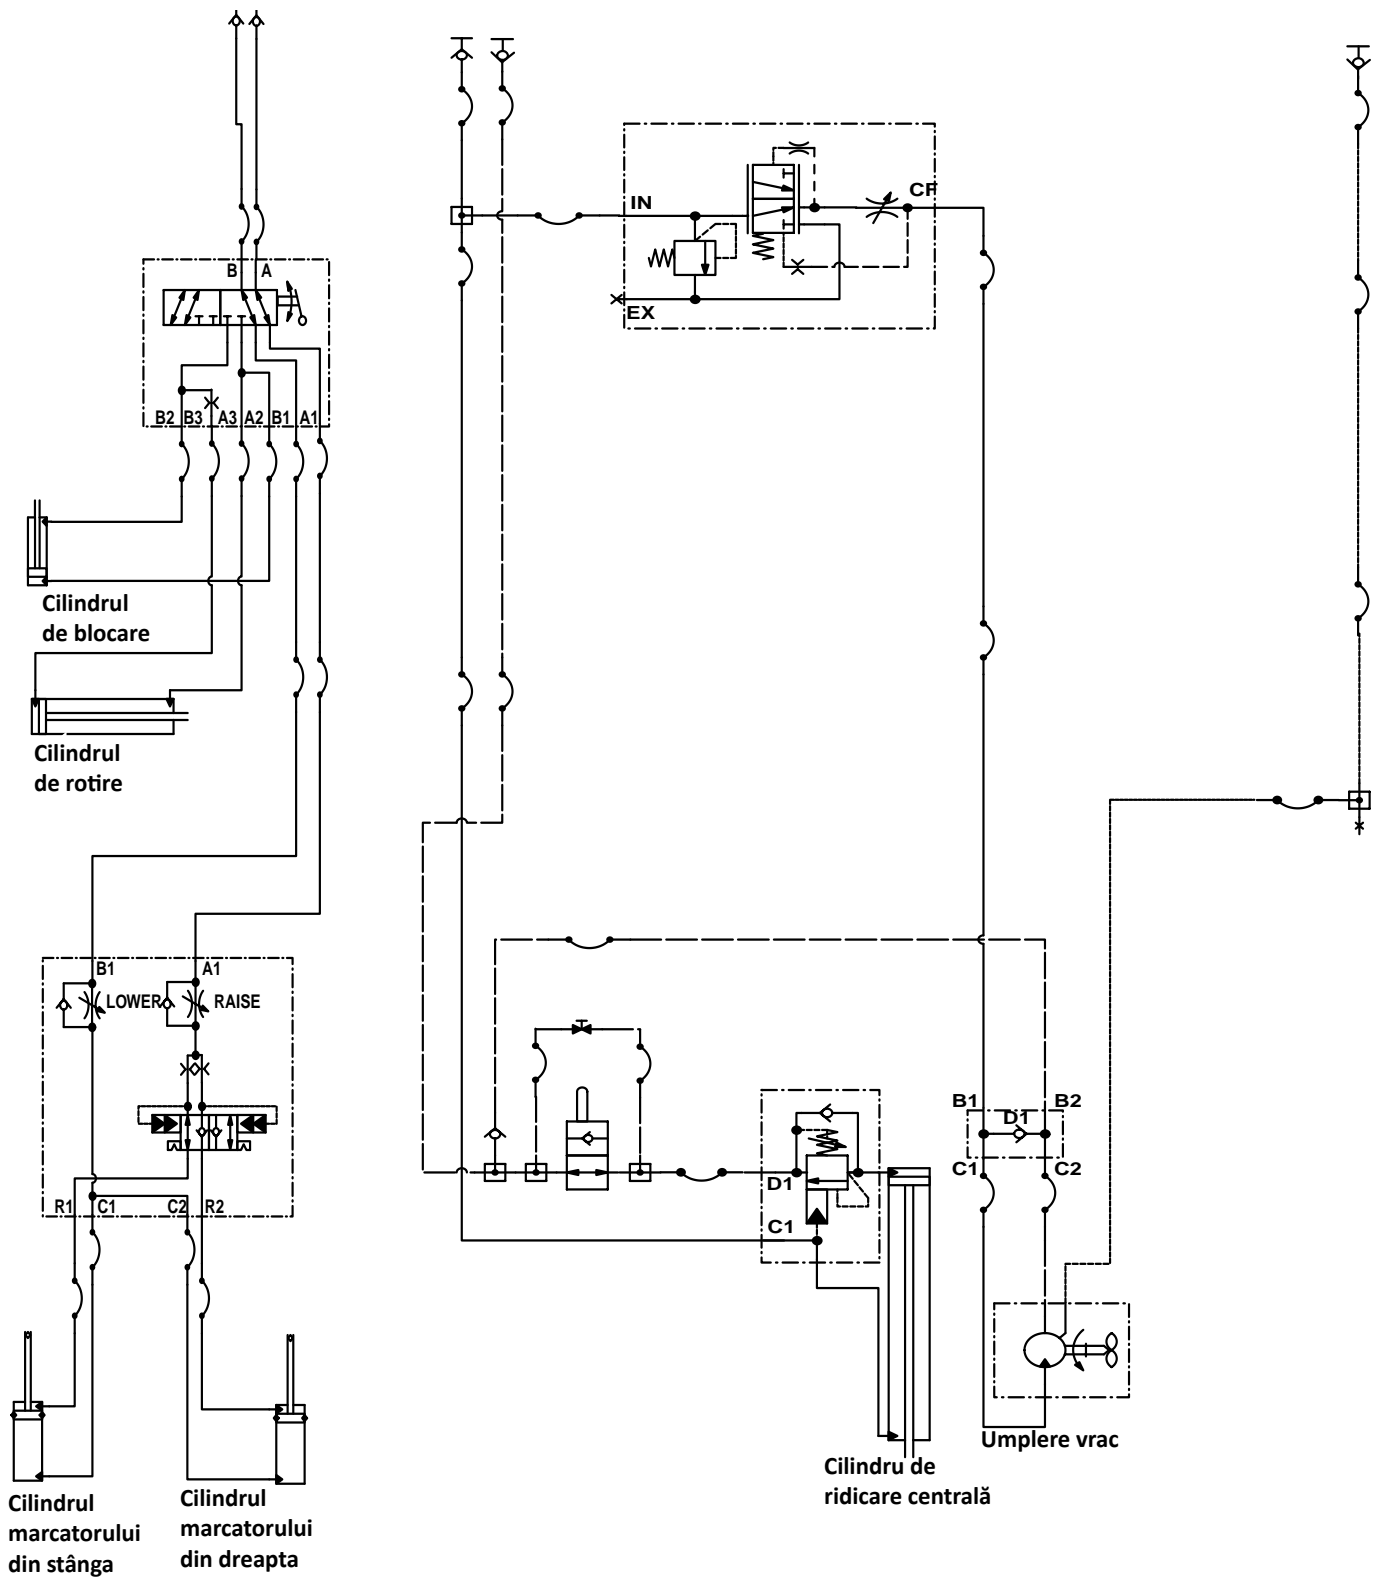 IN
CF
EX
B A
B2 B3 A3 A2 B1 A1
Cilindrul
de blocare
Cilindrul
de rotire
B1
A1
LOWER
RAISE
R1 C1 C2 R2
Cilindrul
marcatorului
din stânga
Cilindrul
marcatorului
din dreapta
D1
C1
Cilindru de
ridicare centrală
B1
D1
B2
C1
C2
Umplere vrac